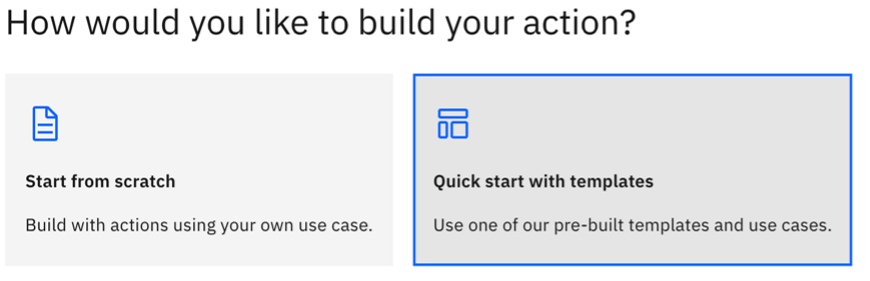 How would you like to build your action?
Start from scratch
Build with actions using your own use case.
Quick start with templates
Use one of our pre-built templates and use cases.